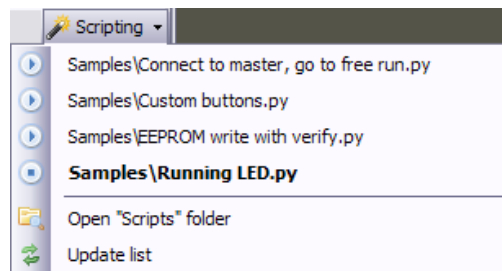 Scripting
Samples\Connect to master, go to free run.py
Samples\Custom buttons.py
Samples\EEPROM write with verify.py
Samples\Running LED.py
Open "Scripts" folder
Update list